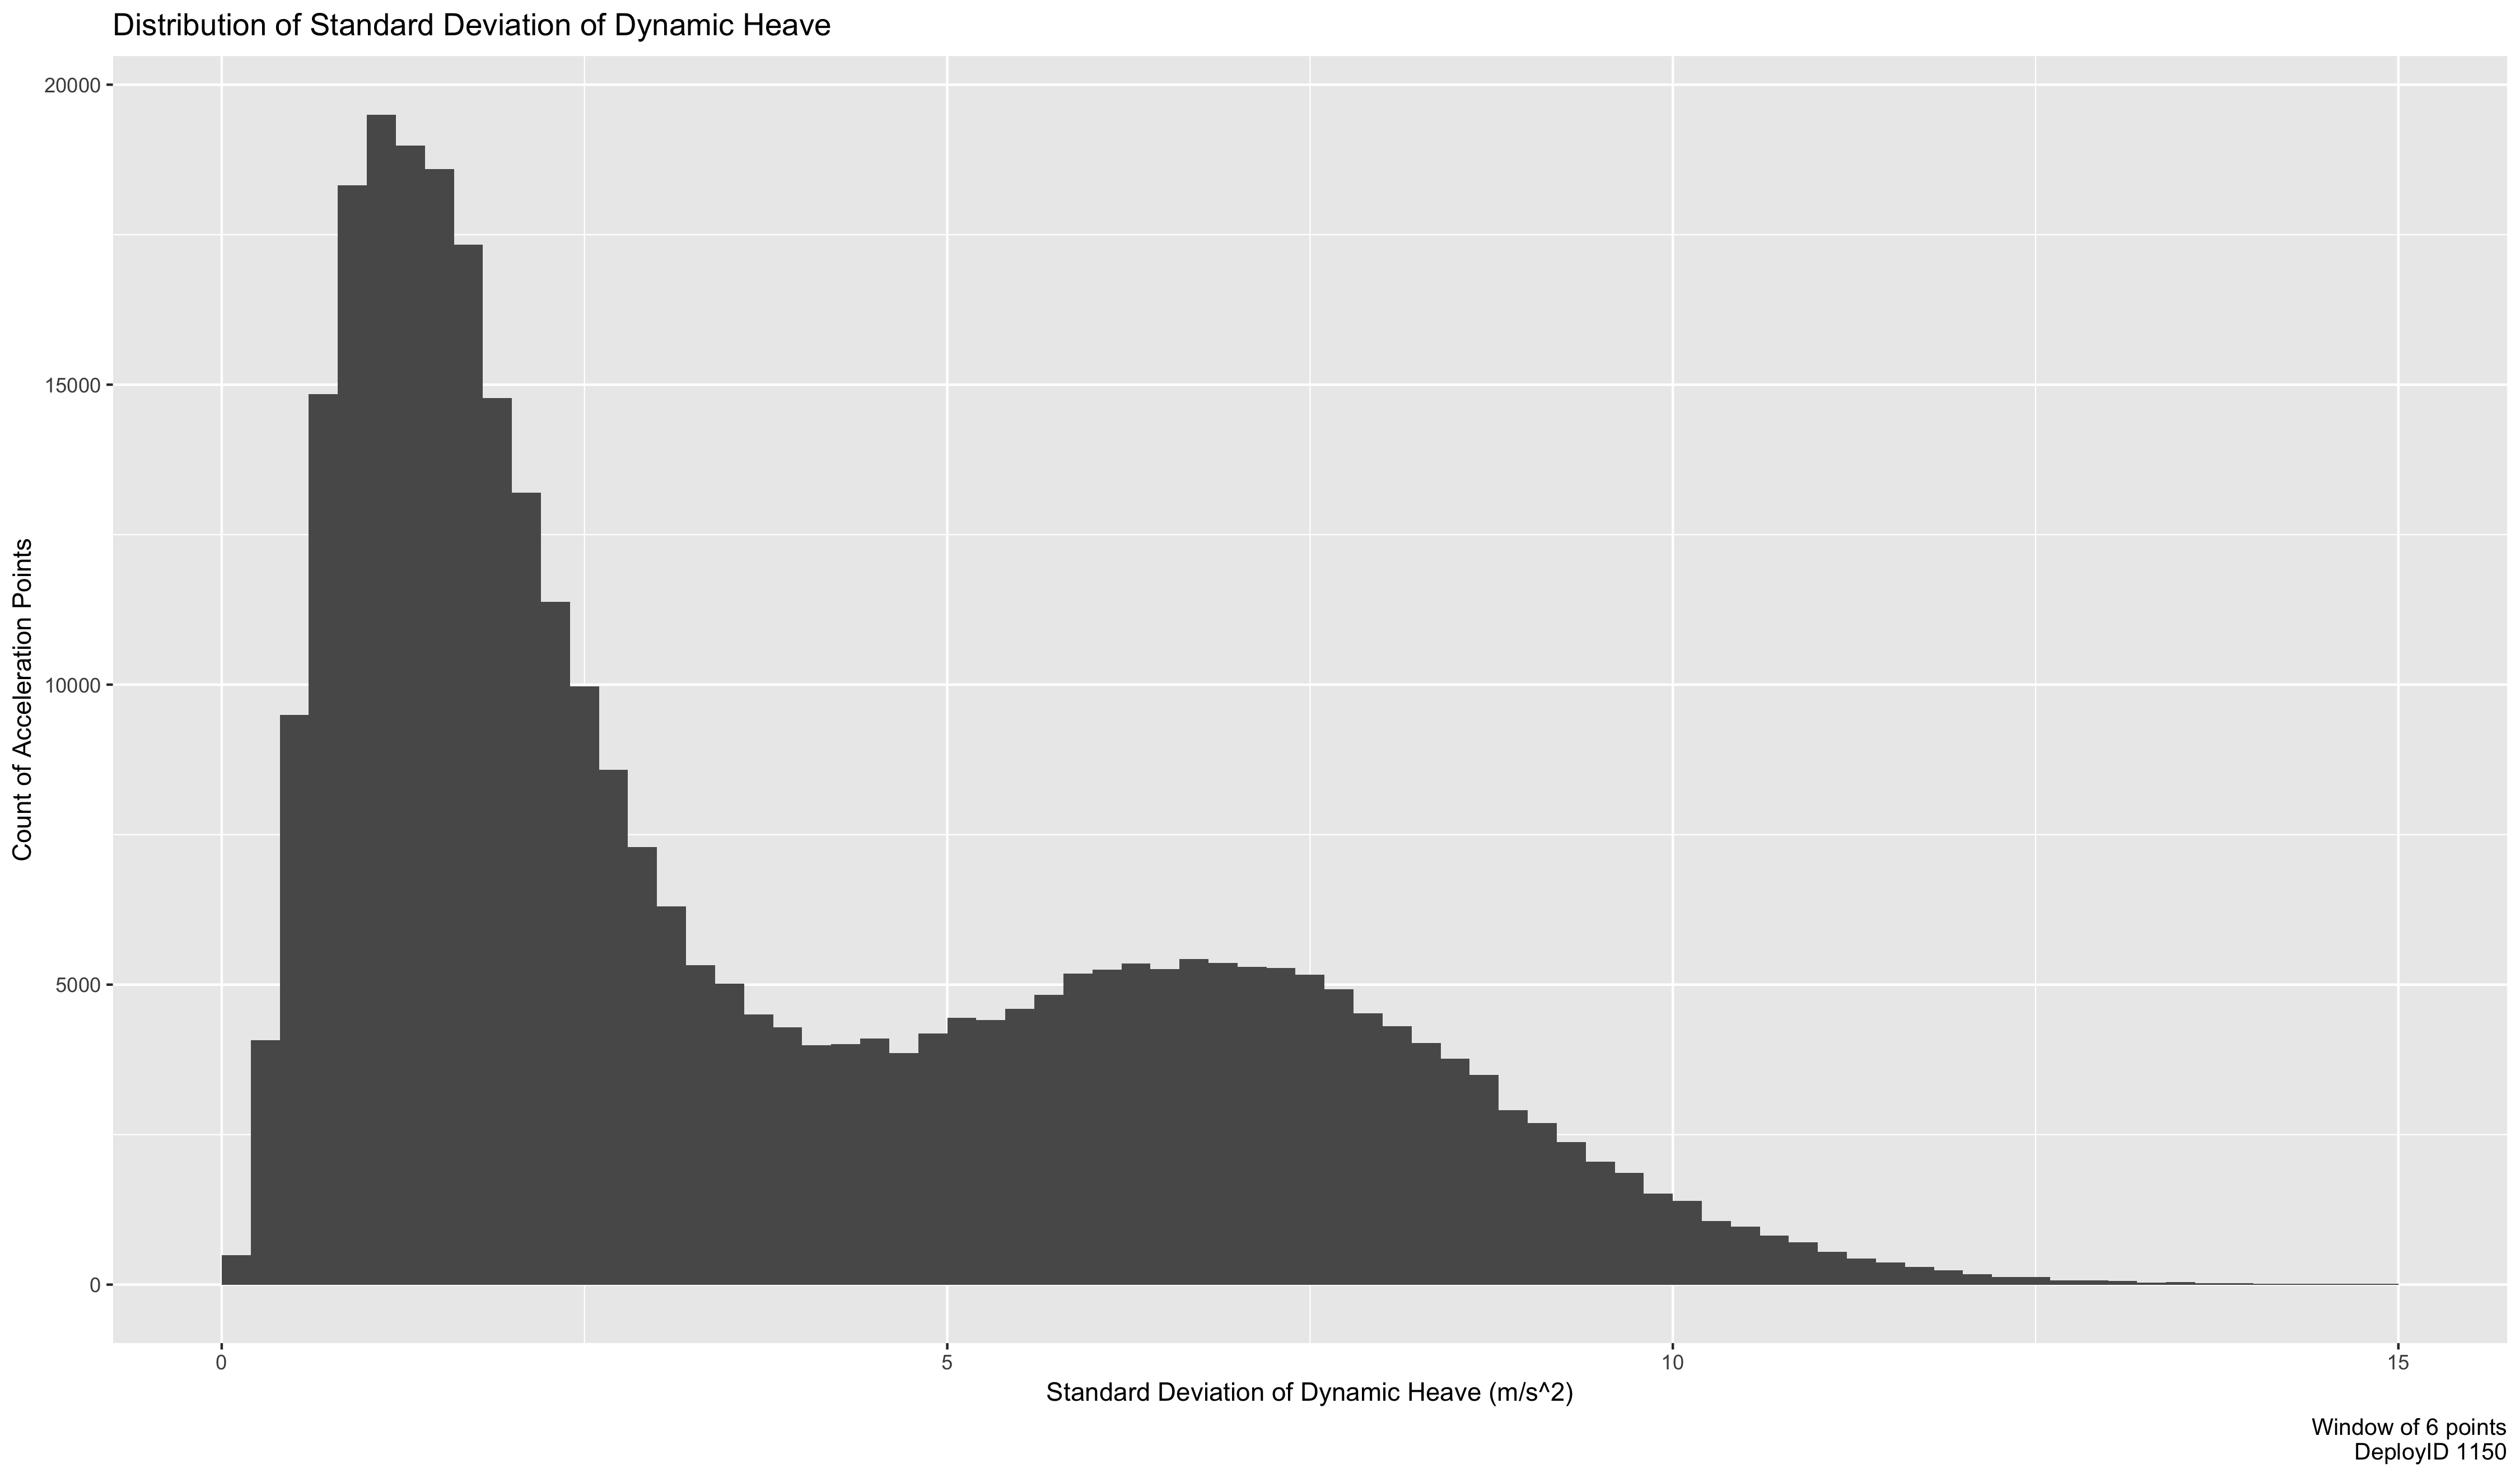 Distribution of Standard Deviation of Dynamic Heave
20000
15000
10000
5000
0
Count of Acceleration Points
0
5
10
15
Standard Deviation of Dynamic Heave (m/s^2)
Window of 6 points
DeployID 1150